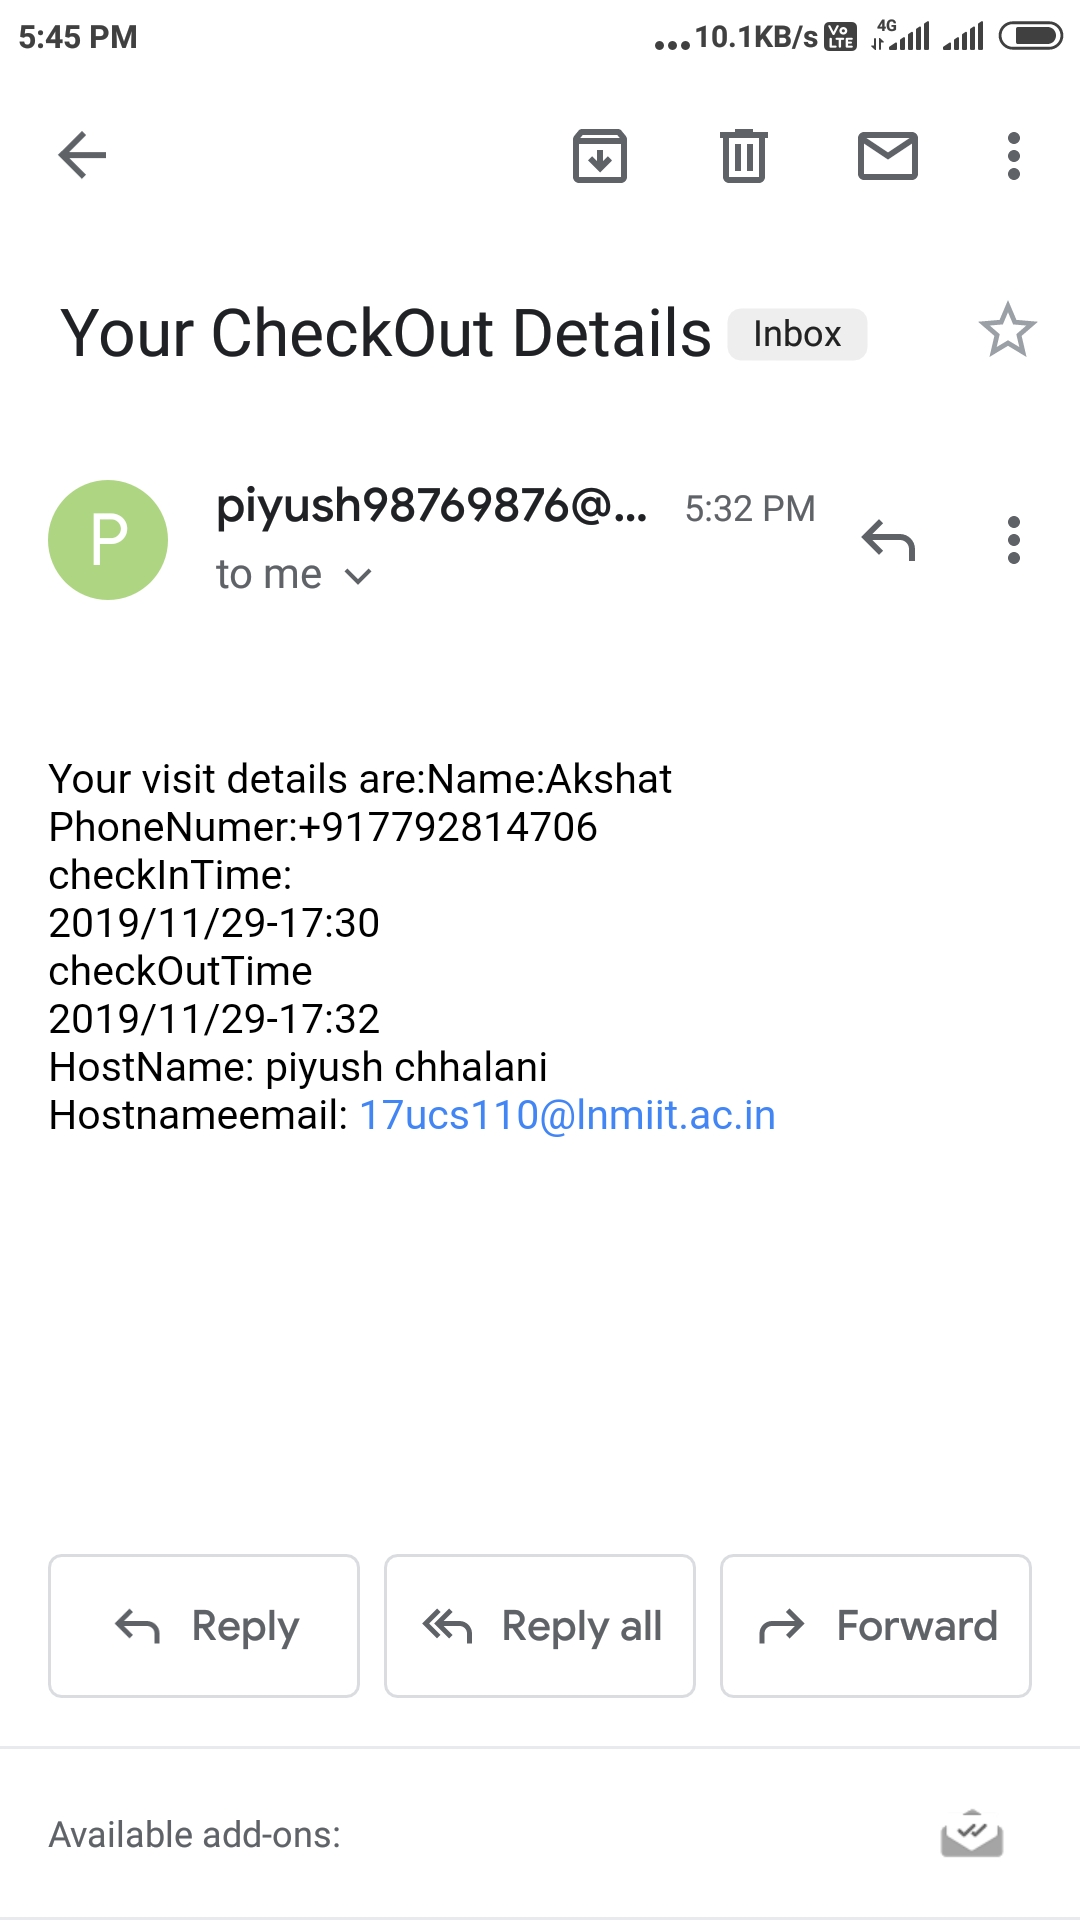 5:45 PM
...10.1KB/s Vo LTE 4G
Your CheckOut Details Inbox
P
piyush98769876@... 5:32 PM
to me
Your visit details are:Name:Akshat
PhoneNumer:+917792814706
checkInTime:
2019/11/29-17:30
checkOutTime
2019/11/29-17:32
HostName: piyush chhalani
Hostnameemail: 17ucs110@lnmiit.ac.in
Reply
Reply all
Forward
Available add-ons: